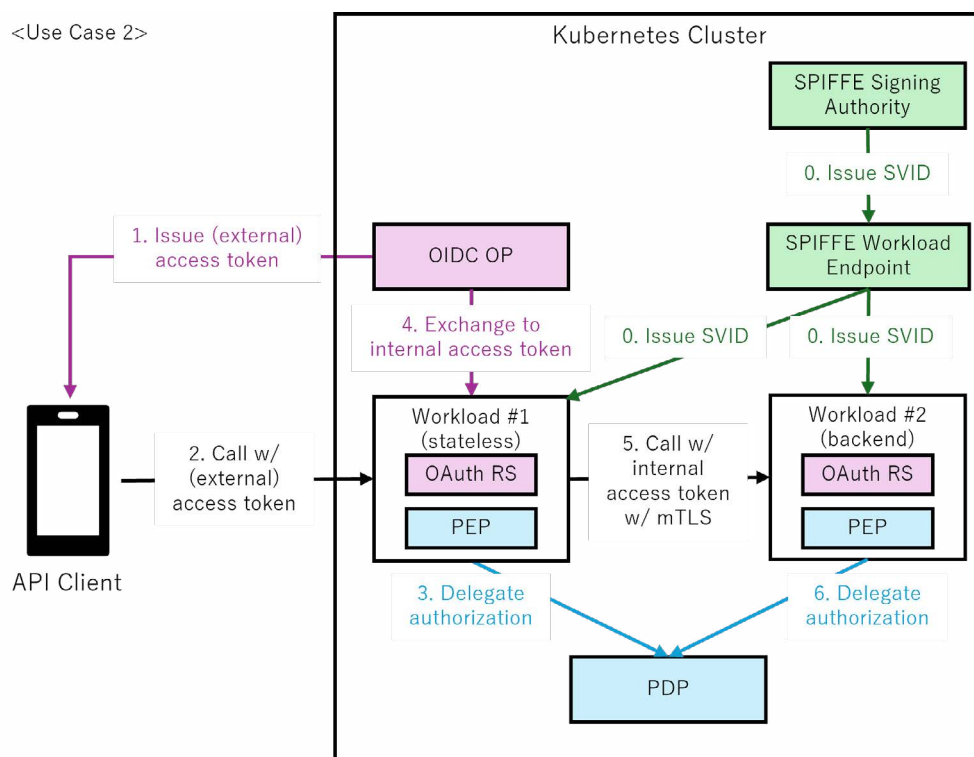 <Use Case 2>
Kubernetes Cluster
SPIFFE Signing
Authority
0. Issue SVID
1. Issue (external)
access token
OIDC OP
SPIFFE Workload
Endpoint
4. Exchange to
internal access token
0. Issue SVID
0. Issue SVID
Workload #1
(stateless)
OAuth RS
PEP
Workload #2
(backend)
OAuth RS
PEP
2. Call w/
(external)
access token
5. Call w/
internal
access token
w/ mTLS
API Client
3. Delegate
authorization
6. Delegate
authorization
PDP